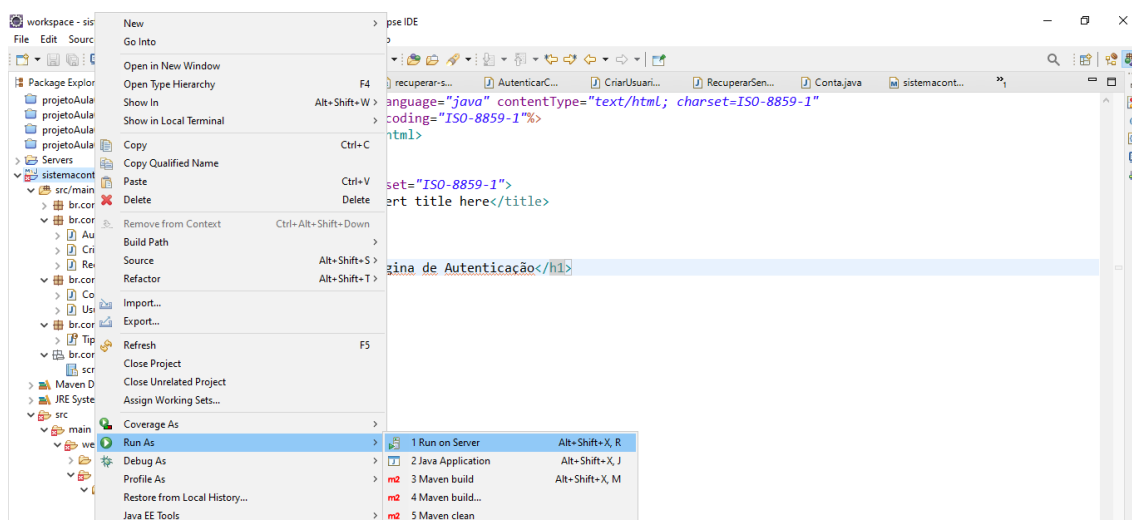 workspace - sis
pse IDE
File Edit Sourc
Package Explor
recuperar-s...
AutenticarC...
CriarUsuari...
RecuperarSen...
Conta.java
sistemacont...
»1
projetoAula
projetoAula
projetoAula
projetoAula
Servers
sistemacont
src/main
br.cor
br.cor
Au
Cri
Re
br.cor
Co
Usu
br.cor
Tip
br.cor
scr
Maven D
JRE Syste
src
main
we
New
Go Into
Open in New Window
Open Type Hierarchy F4
Show In Alt+Shift+W
Show in Local Terminal
Copy Ctrl+C
Copy Qualified Name
Paste Ctrl+V
Delete Delete
Remove from Context Ctrl+Alt+Shift+Down
Build Path
Source Alt+Shift+S
Refactor Alt+Shift+T
Import...
Export...
Refresh F5
Close Project
Close Unrelated Project
Assign Working Sets...
Coverage As
Run As
Debug As
Profile As
Restore from Local History...
Java EE Tools
1 Run on Server Alt+Shift+X, R
2 Java Application Alt+Shift+X, J
m2 3 Maven build Alt+Shift+X, M
m2 4 Maven build...
m2 5 Maven clean
anguage="java" contentType="text/html; charset=ISO-8859-1"
coding="ISO-8859-1"%>
html>
set="ISO-8859-1">
ert title here</title>
gina de Autenticação</h1>